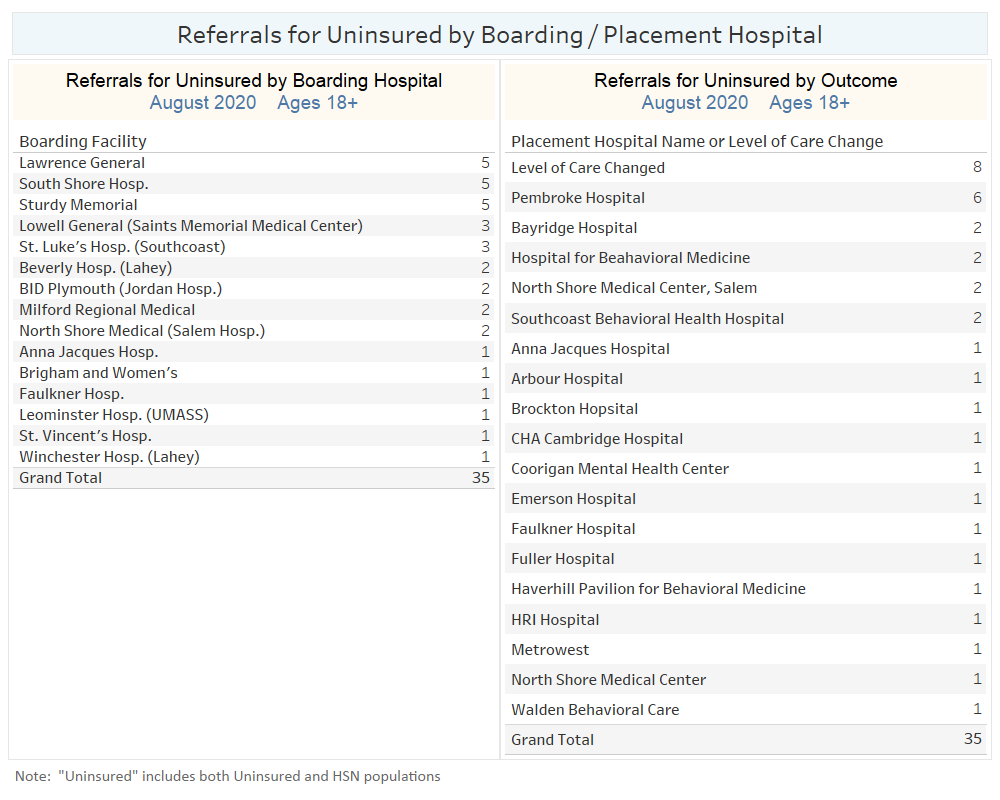 Referrals for Uninsured by Boarding / Placement Hospital
Referrals for Uninsured by Boarding Hospital
August 2020 Ages 18+
Boarding Facility
Lawrence General 5
South Shore Hosp. 5
Sturdy Memorial 5
Lowell General (Saints Memorial Medical Center) 3
St. Luke's Hosp. (Southcoast) 3
Beverly Hosp. (Lahey) 2
BID Plymouth (Jordan Hosp.) 2
Milford Regional Medical 2
North Shore Medical (Salem Hosp.) 2
Anna Jacques Hosp. 1
Brigham and Women's 1
Faulkner Hosp. 1
Leominster Hosp. (UMASS) 1
St. Vincent's Hosp. 1
Winchester Hosp. (Lahey) 1
Grand Total 35
Referrals for Uninsured by Outcome
August 2020 Ages 18+
Placement Hospital Name or Level of Care Change
Level of Care Changed 8
Pembroke Hospital 6
Bayridge Hospital 2
Hospital for Beahavioral Medicine 2
North Shore Medical Center, Salem 2
Southcoast Behavioral Health Hospital 2
Anna Jacques Hospital 1
Arbour Hospital 1
Brockton Hopsital 1
CHA Cambridge Hospital 1
Coorigan Mental Health Center 1
Emerson Hospital 1
Faulkner Hospital 1
Fuller Hospital 1
Haverhill Pavilion for Behavioral Medicine 1
HRI Hospital 1
Metrowest 1
North Shore Medical Center 1
Walden Behavioral Care 1
Grand Total 35
Note: "Uninsured" includes both Uninsured and HSN populations